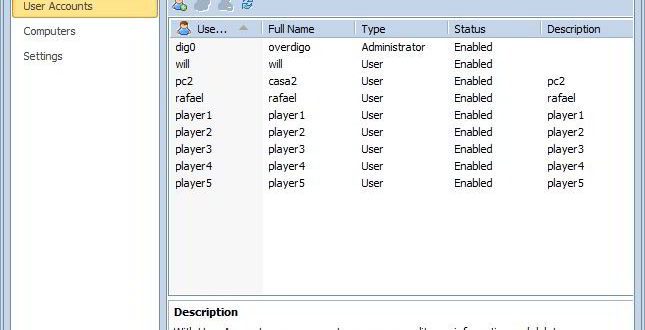 User Accounts
Computers
Settings
Use... Full Name Type Status Description
dig0 overdigo Administrator Enabled
will will User Enabled
pc2 casa2 User Enabled pc2
rafael rafael User Enabled rafael
player1 player1 User Enabled player1
player2 player2 User Enabled player2
player3 player3 User Enabled player3
player4 player4 User Enabled player4
player5 player5 User Enabled player5
Description